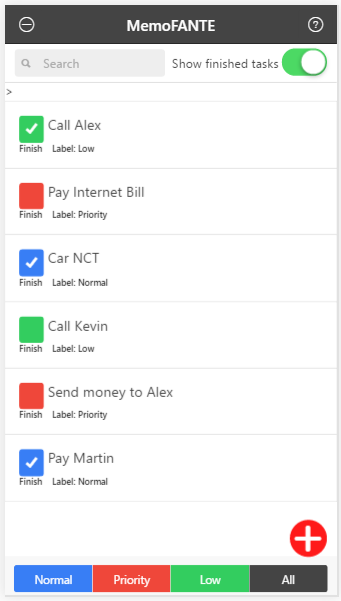 MemoFANTE
Search Show finished tasks
>
Call Alex
Finish Label: Low
Pay Internet Bill
Finish Label: Priority
Car NCT
Finish Label: Normal
Call Kevin
Finish Label: Low
Send money to Alex
Finish Label: Priority
Pay Martin
Finish Label: Normal
Normal Priority Low All